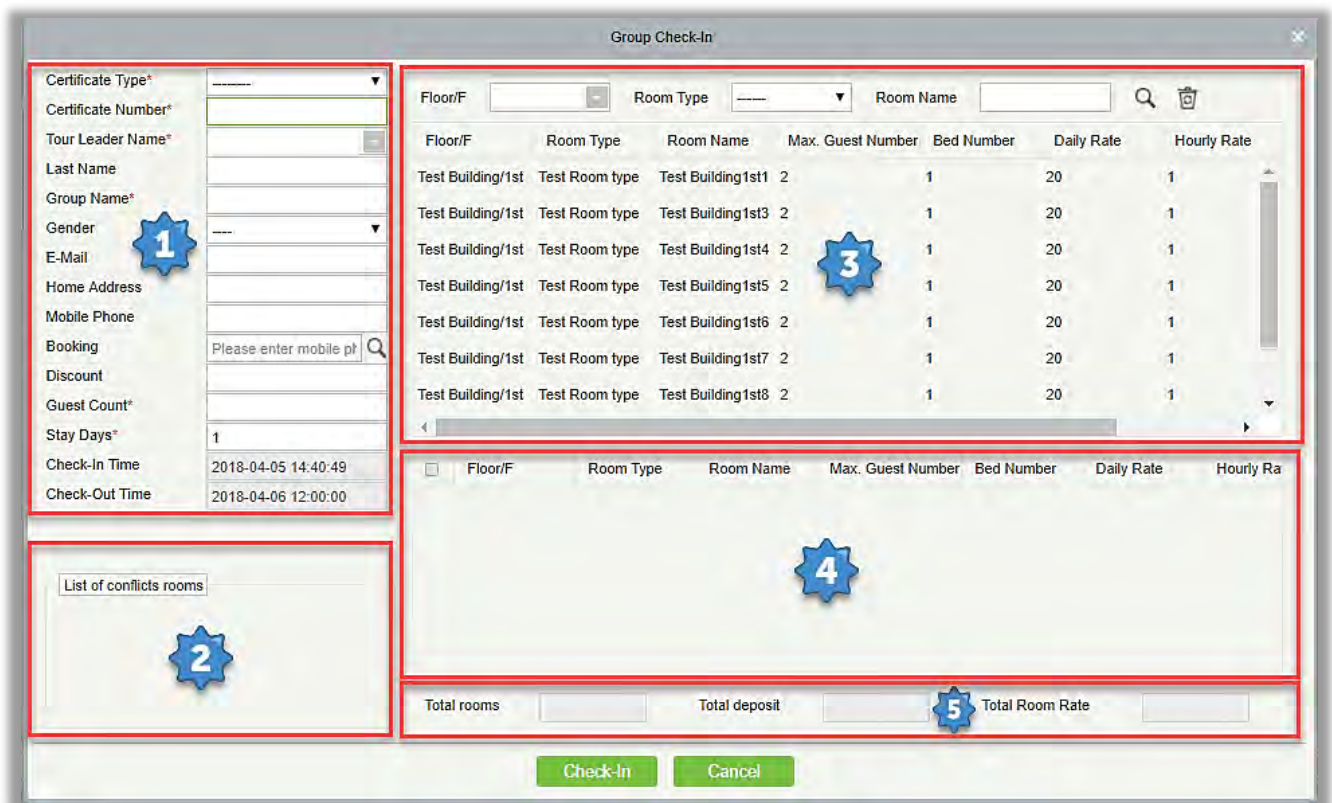 Group Check-In
Certificate Type*
--------
Certificate Number*
Tour Leader Name*
Last Name
Group Name*
Gender
----
E-Mail
Home Address
Mobile Phone
Booking Please enter mobile ph
Discount
Guest Count*
Stay Days* 1
Check-In Time 2018-04-05 14:40:49
Check-Out Time 2018-04-06 12:00:00
1
List of conflicts rooms
2
Floor/F Room Type ------ Room Name
Floor/F Room Type Room Name Max. Guest Number Bed Number Daily Rate Hourly Rate
Test Building/1st Test Room type Test Building1st1 2 1 20 1
Test Building/1st Test Room type Test Building1st3 2 1 20 1
Test Building/1st Test Room type Test Building1st4 2 1 20 1
Test Building/1st Test Room type Test Building1st5 2 1 20 1
Test Building/1st Test Room type Test Building1st6 2 1 20 1
Test Building/1st Test Room type Test Building1st7 2 1 20 1
Test Building/1st Test Room type Test Building1st8 2 1 20 1
3
Floor/F Room Type Room Name Max. Guest Number Bed Number Daily Rate Hourly Ra
4
Total rooms Total deposit 5 Total Room Rate
Check-In Cancel